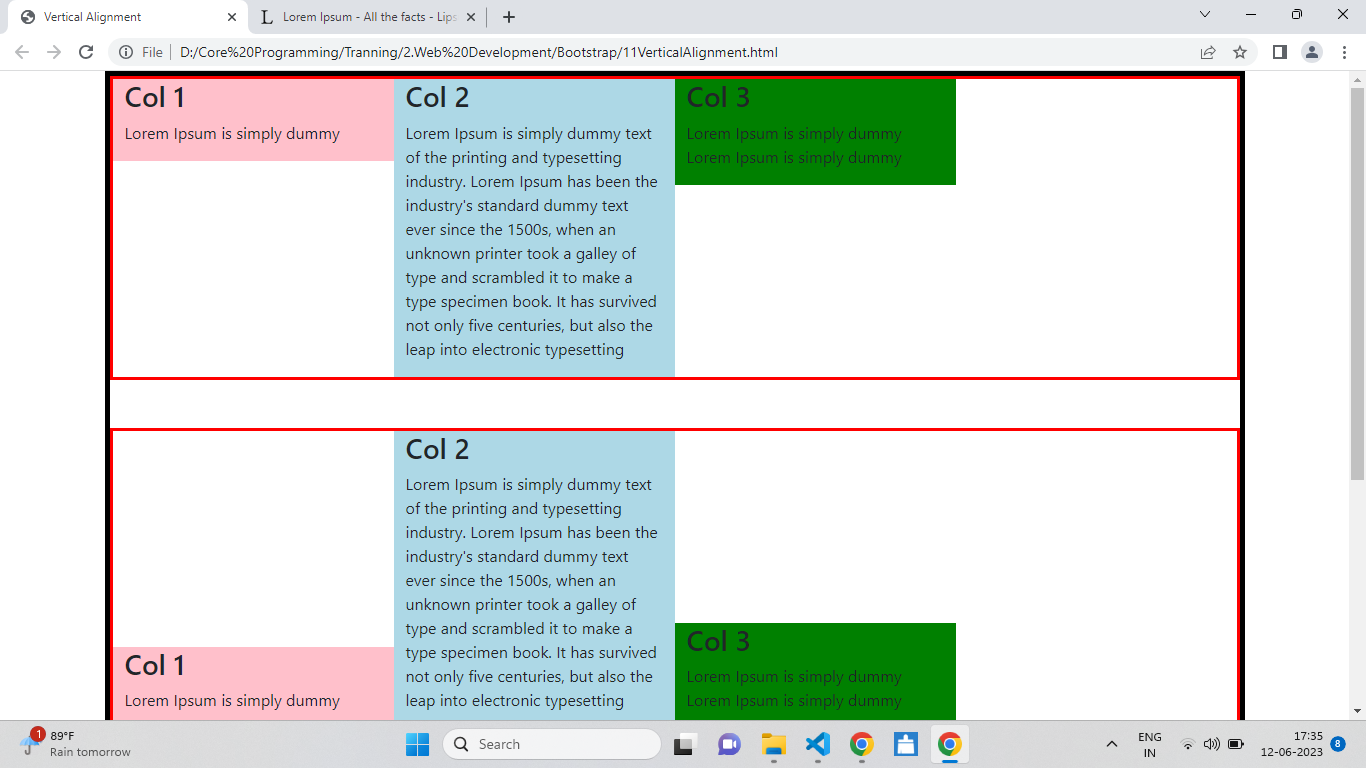 Vertical Alignment
Lorem Ipsum - All the facts - Lips
File
D:/Core%20Programming/Tranning/2.Web%20Development/Bootstrap/11VerticalAlignment.html
Col 1
Lorem Ipsum is simply dummy
Col 2
Lorem Ipsum is simply dummy text
of the printing and typesetting
industry. Lorem Ipsum has been the
industry's standard dummy text
ever since the 1500s, when an
unknown printer took a galley of
type and scrambled it to make a
type specimen book. It has survived
not only five centuries, but also the
leap into electronic typesetting
Col 3
Lorem Ipsum is simply dummy
Lorem Ipsum is simply dummy
Col 1
Lorem Ipsum is simply dummy
Col 2
Lorem Ipsum is simply dummy text
of the printing and typesetting
industry. Lorem Ipsum has been the
industry's standard dummy text
ever since the 1500s, when an
unknown printer took a galley of
type and scrambled it to make a
type specimen book. It has survived
not only five centuries, but also the
leap into electronic typesetting
Col 3
Lorem Ipsum is simply dummy
Lorem Ipsum is simply dummy
1
89°F
Rain tomorrow
Search
ENG
IN
17:35
12-06-2023
8